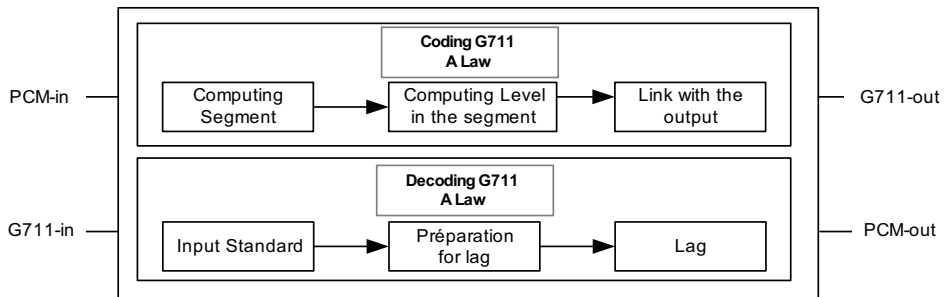 Coding G711
A Law
PCM-in
Computing
Segment
Computing Level
in the segment
Link with the
output
G711-out
Decoding G711
A Law
G711-in
Input Standard
Préparation
for lag
Lag
PCM-out